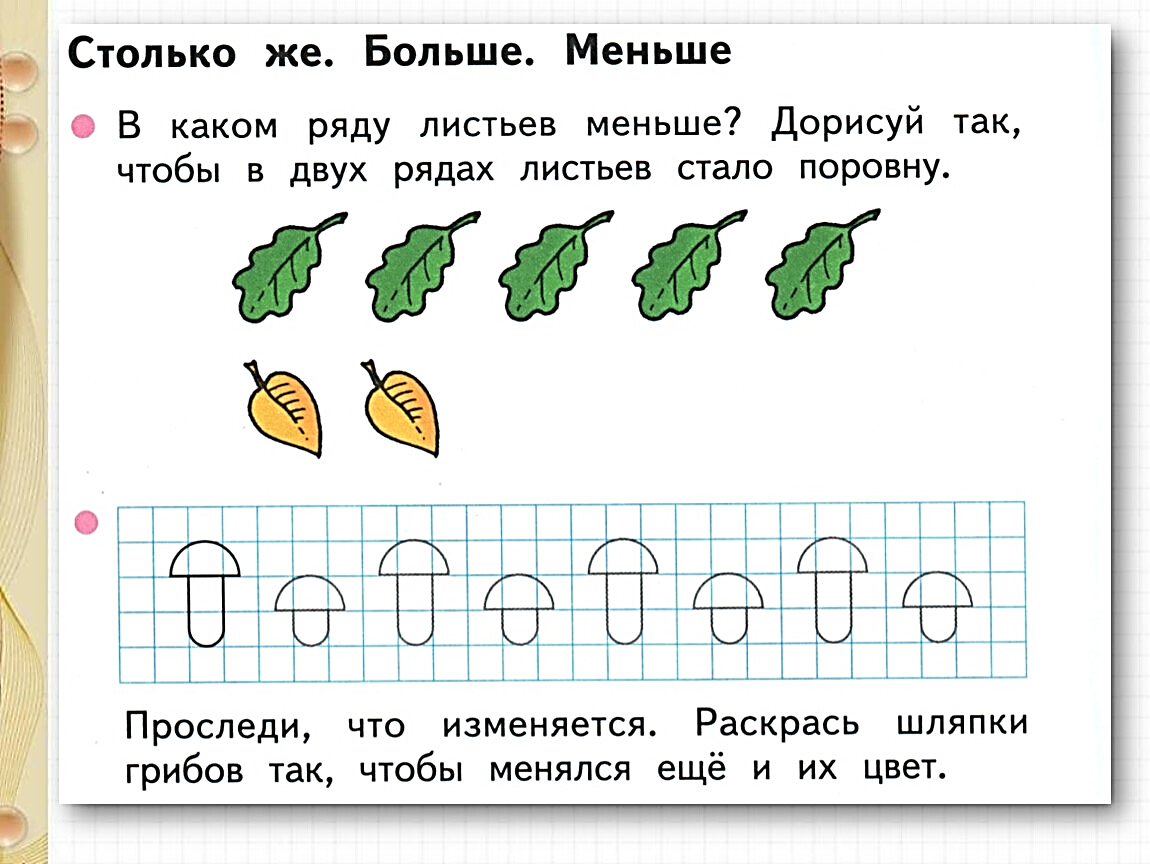 Столько же. Больше. Меньше
В каком ряду листьев меньше? Дорисуй так,
чтобы в двух рядах листьев стало поровну.
Проследи, что изменяется. Раскрась шляпки
грибов так, чтобы менялся ещё и их цвет.